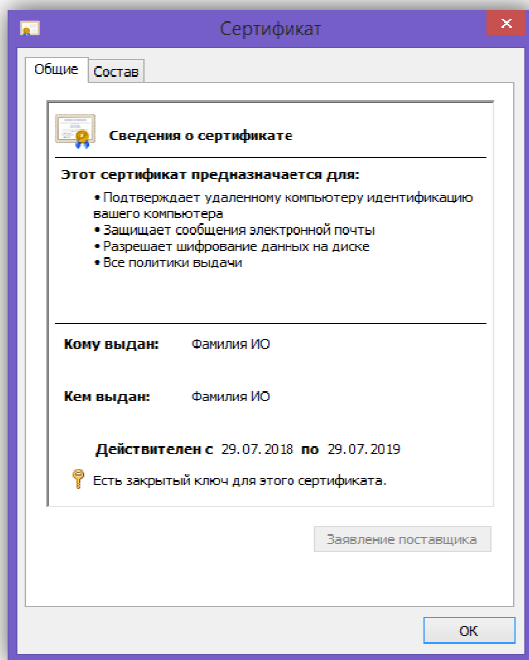 Сертификат
Общие
Состав
Сведения о сертификате
Этот сертификат предназначается для:
• Подтверждает удаленному компьютеру идентификацию
вашего компьютера
• Защищает сообщения электронной почты
• Разрешает шифрование данных на диске
• Все политики выдачи
Кому выдан: Фамилия ИО
Кем выдан: Фамилия ИО
Действителен с 29.07.2018 по 29.07.2019
Есть закрытый ключ для этого сертификата.
Заявление поставщика
ОК